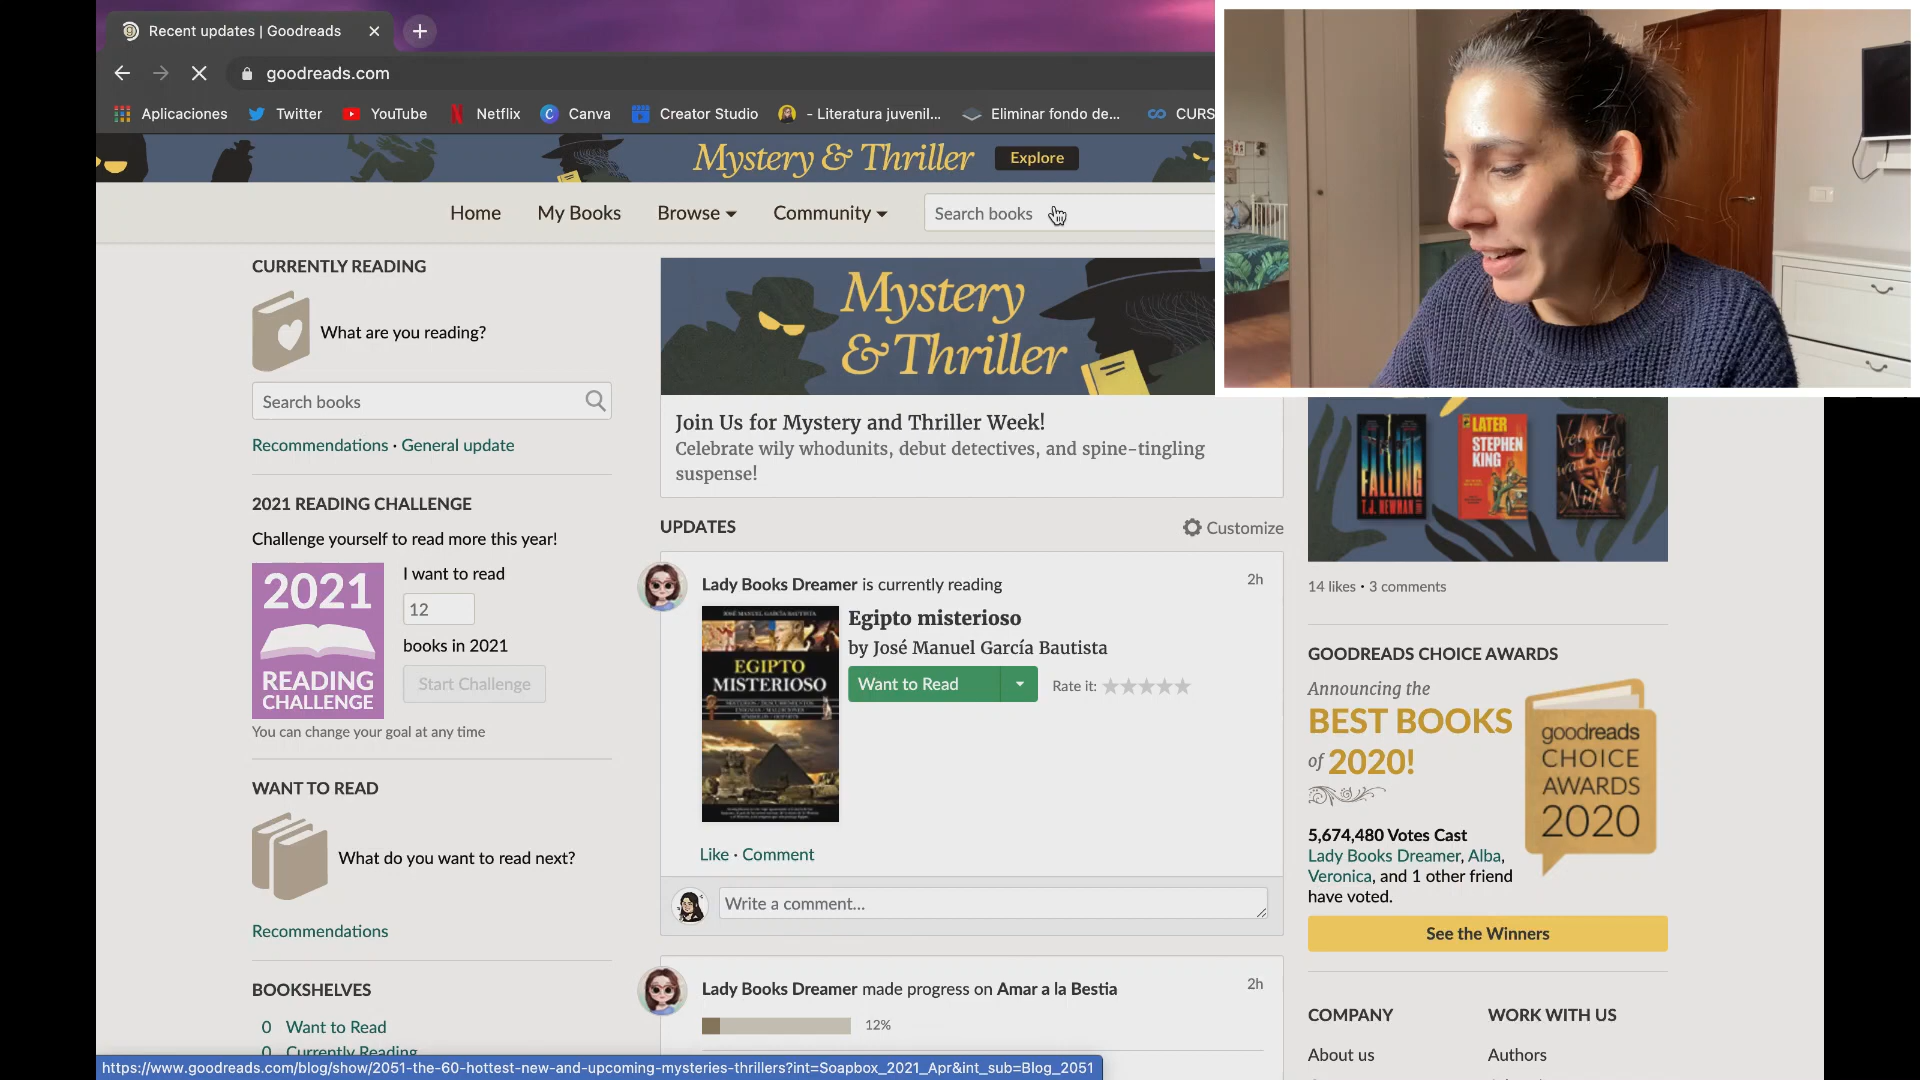 Recent updates | Goodreads
goodreads.com
Aplicaciones
Twitter
YouTube
Netflix
Canva
Creator Studio
- Literatura juvenil...
Eliminar fondo de...
CURS
Mystery & Thriller
Explore
Home
My Books
Browse
Community
Search books
CURRENTLY READING
What are you reading?
Search books
Recommendations · General update
2021 READING CHALLENGE
Challenge yourself to read more this year!
2021
READING
CHALLENGE
I want to read
12
books in 2021
Start Challenge
You can change your goal at any time
WANT TO READ
What do you want to read next?
Recommendations
BOOKSHELVES
0 Want to Read
0 Currently Reading
Mystery
& Thriller
Join Us for Mystery and Thriller Week!
Celebrate wily whodunits, debut detectives, and spine-tingling
suspense!
UPDATES
Customize
Lady Books Dreamer is currently reading
2h
JOSÉ MANUEL GARCÍA BAUTISTA
EGIPTO
MISTERIOSO
Egipto misterioso
by José Manuel García Bautista
Want to Read
Rate it:
Like · Comment
Write a comment...
Lady Books Dreamer made progress on Amar a la Bestia
2h
12%
FALLING
T.J. NEWMAN
LATER
STEPHEN
KING
Velvet
was the
Night
14 likes · 3 comments
GOODREADS CHOICE AWARDS
Announcing the
BEST BOOKS
of 2020!
goodreads
CHOICE
AWARDS
2020
5,674,480 Votes Cast
Lady Books Dreamer, Alba,
Veronica, and 1 other friend
have voted.
See the Winners
COMPANY
WORK WITH US
About us
Authors
https://www.goodreads.com/blog/show/2051-the-60-hottest-new-and-upcoming-mysteries-thrillers?int=Soapbox_2021_Apr&int_sub=Blog_2051